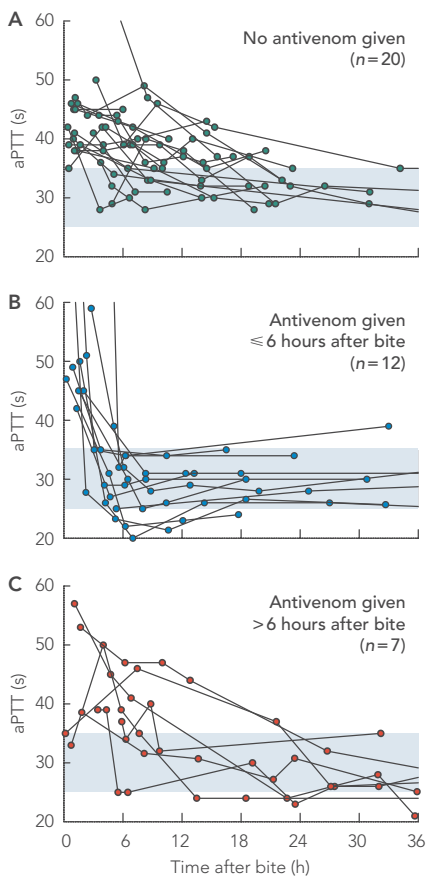 A
No antivenom given
(n=20)
60
50
40
30
20
aPTT (s)
B
Antivenom given
⩽6 hours after bite
(n=12)
60
50
40
30
20
aPTT (s)
C
Antivenom given
>6 hours after bite
(n=7)
60
50
40
30
20
aPTT (s)
0 6 12 18 24 30 36
Time after bite (h)